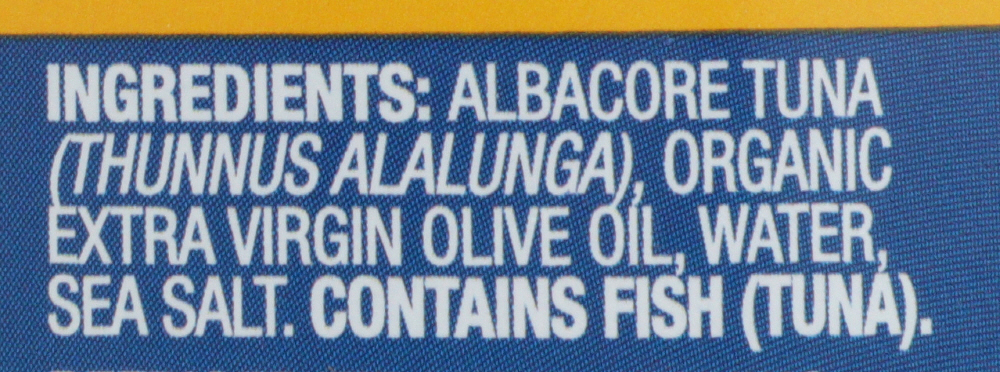 INGREDIENTS: ALBACORE TUNA
(THUNNUS ALALUNGA), ORGANIC
EXTRA VIRGIN OLIVE OIL, WATER,
SEA SALT. CONTAINS FISH (TUNA).